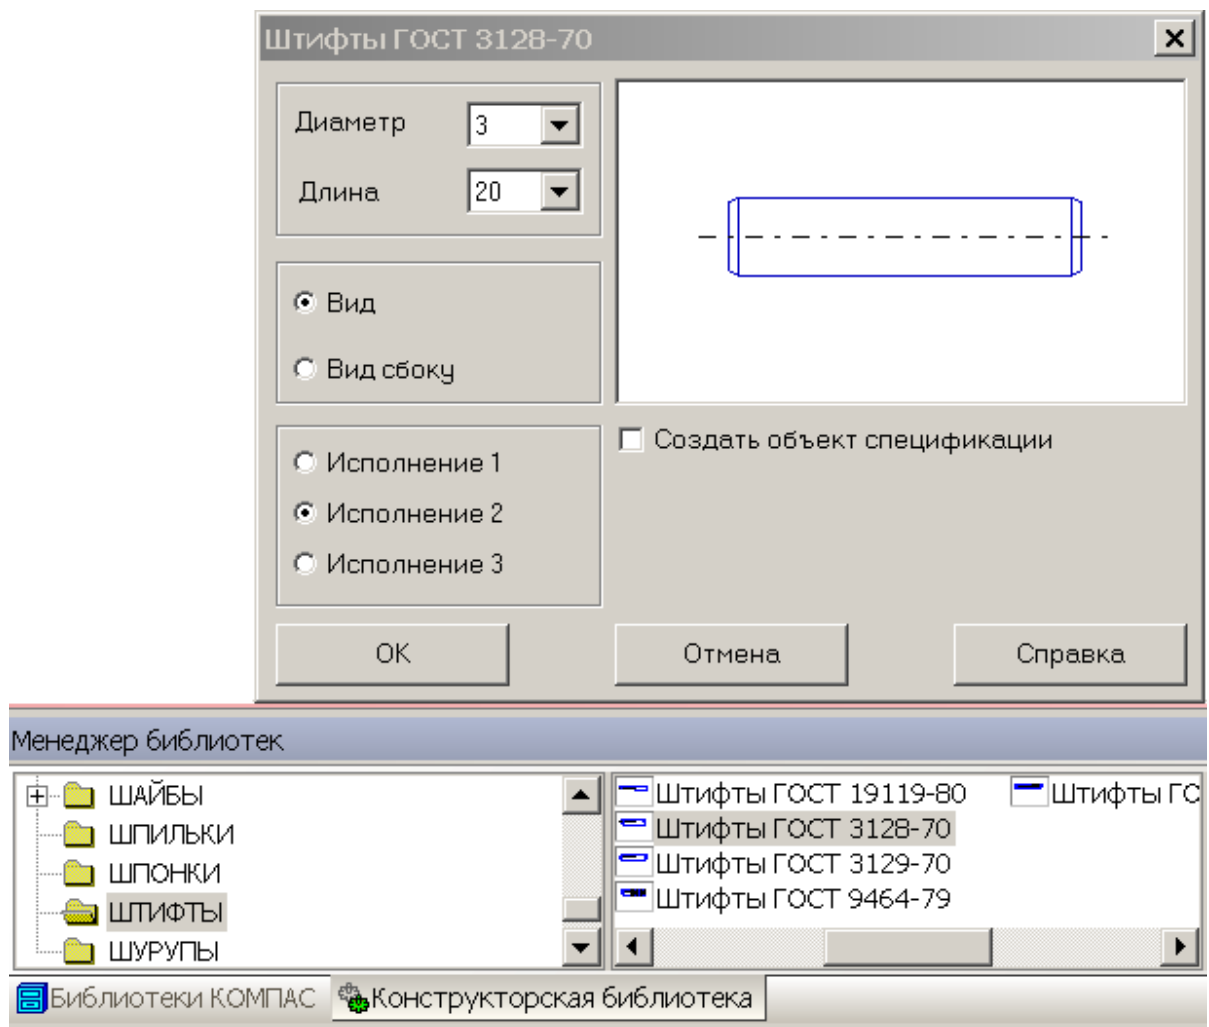 Штифты ГОСТ 3128-70
Диаметр 3
Длина 20
Вид
Вид сбоку
Исполнение 1
Исполнение 2
Исполнение 3
Создать объект спецификации
OK Отмена Справка
Менеджер библиотек
ШАЙБЫ
ШПИЛЬКИ
ШПОНКИ
ШТИФТЫ
ШУРУПЫ
Штифты ГОСТ 19119-80 Штифты ГС
Штифты ГОСТ 3128-70
Штифты ГОСТ 3129-70
Штифты ГОСТ 9464-79
Библиотеки КОМПАС Конструкторская библиотека